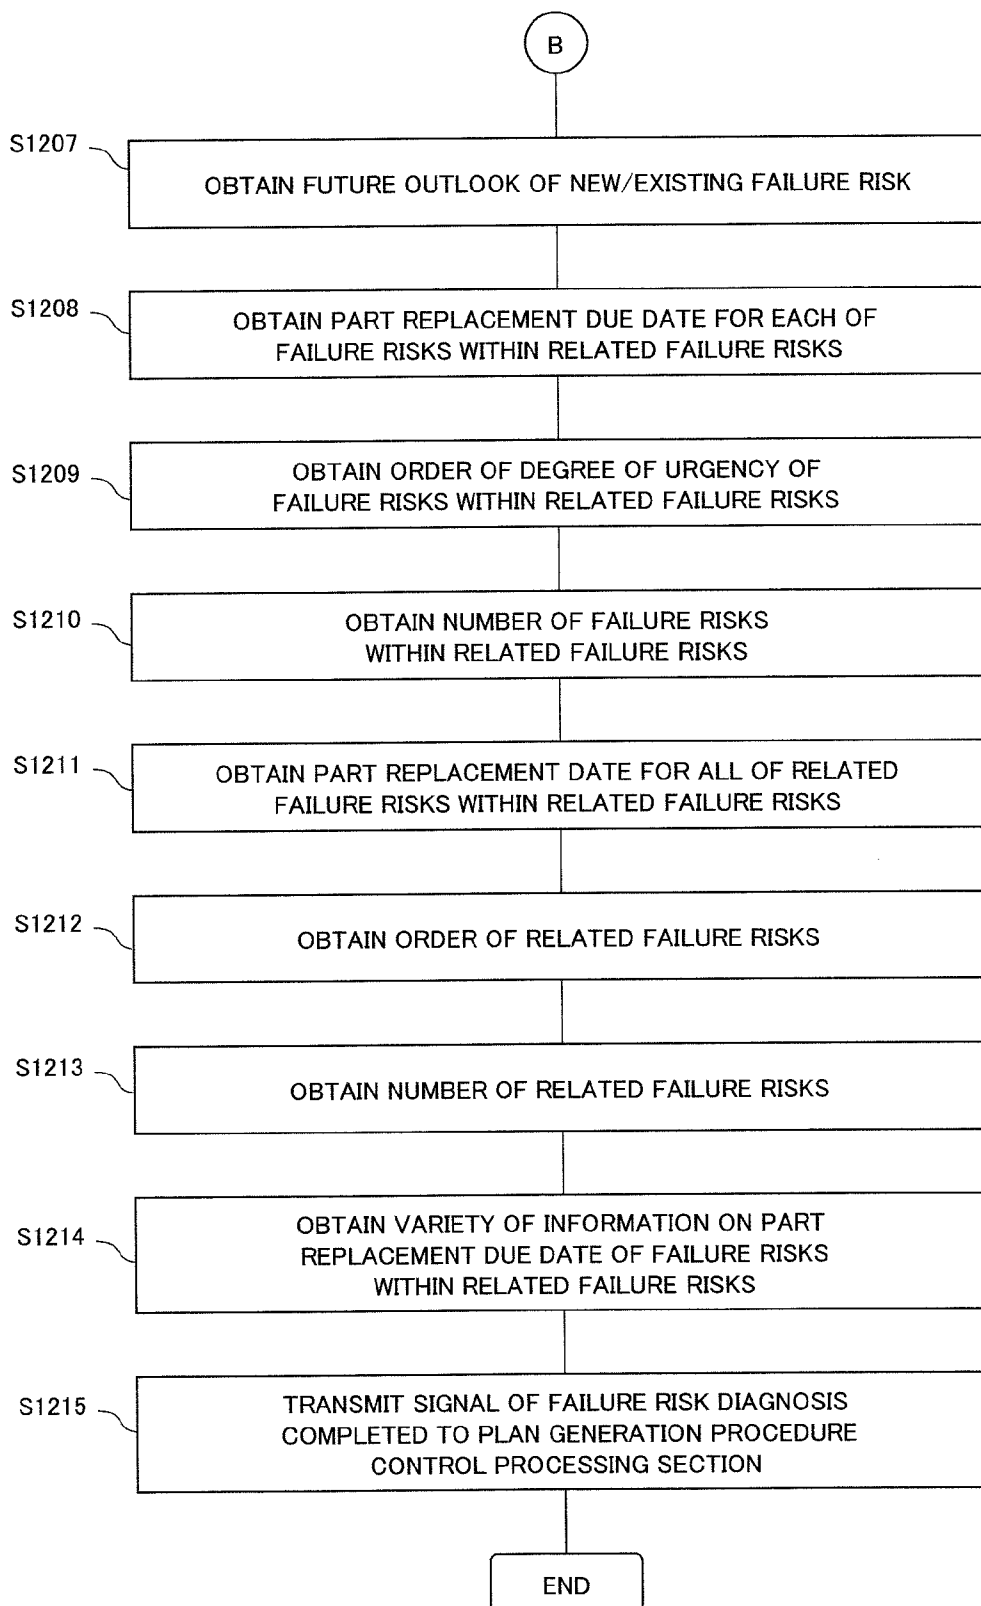 B
S1207
OBTAIN FUTURE OUTLOOK OF NEW/EXISTING FAILURE RISK
S1208
OBTAIN PART REPLACEMENT DUE DATE FOR EACH OF
FAILURE RISKS WITHIN RELATED FAILURE RISKS
S1209
OBTAIN ORDER OF DEGREE OF URGENCY OF
FAILURE RISKS WITHIN RELATED FAILURE RISKS
S1210
OBTAIN NUMBER OF FAILURE RISKS
WITHIN RELATED FAILURE RISKS
S1211
OBTAIN PART REPLACEMENT DATE FOR ALL OF RELATED
FAILURE RISKS WITHIN RELATED FAILURE RISKS
S1212
OBTAIN ORDER OF RELATED FAILURE RISKS
S1213
OBTAIN NUMBER OF RELATED FAILURE RISKS
S1214
OBTAIN VARIETY OF INFORMATION ON PART
REPLACEMENT DUE DATE OF FAILURE RISKS
WITHIN RELATED FAILURE RISKS
S1215
TRANSMIT SIGNAL OF FAILURE RISK DIAGNOSIS
COMPLETED TO PLAN GENERATION PROCEDURE
CONTROL PROCESSING SECTION
END